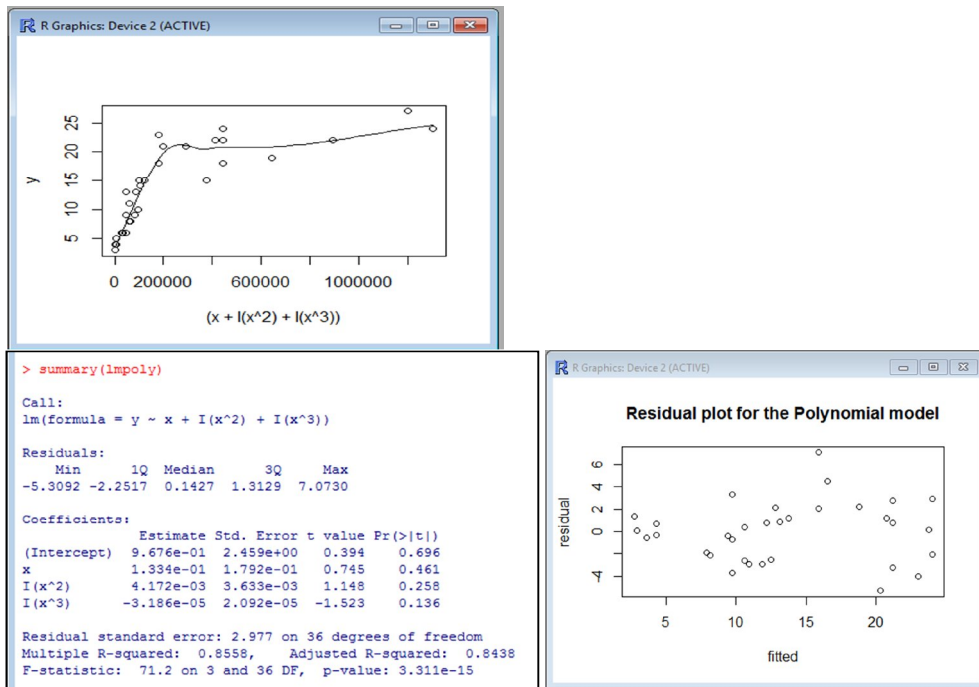 R Graphics: Device 2 (ACTIVE)
y
25
20
15
10
5
0 200000 600000 1000000
(x + I(x^2) + I(x^3))
> summary(lmpoly)
Call:
lm(formula = y ~ x + I(x^2) + I(x^3))
Residuals:
Min 1Q Median 3Q Max
-5.3092 -2.2517 0.1427 1.3129 7.0730
Coefficients:
Estimate Std. Error t value Pr(>|t|)
(Intercept) 9.676e-01 2.459e+00 0.394 0.696
x 1.334e-01 1.792e-01 0.745 0.461
I(x^2) 4.172e-03 3.633e-03 1.148 0.258
I(x^3) -3.186e-05 2.092e-05 -1.523 0.136
Residual standard error: 2.977 on 36 degrees of freedom
Multiple R-squared: 0.8558, Adjusted R-squared: 0.8438
F-statistic: 71.2 on 3 and 36 DF, p-value: 3.311e-15
R Graphics: Device 2 (ACTIVE)
Residual plot for the Polynomial model
residual
6
4
2
0
-4
5 10 15 20
fitted